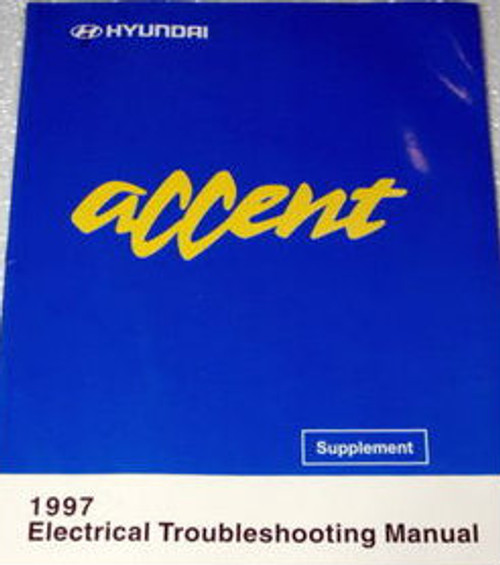 HYUNDAI
accent
Supplement
1997
Electrical Troubleshooting Manual